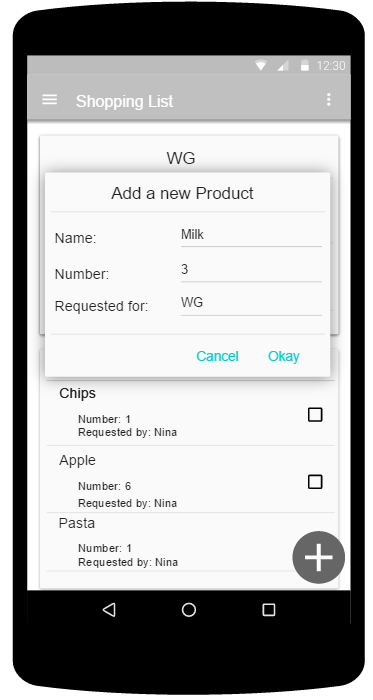 12:30
Shopping List
WG
Add a new Product
Name: Milk
Number: 3
Requested for: WG
Cancel Okay
Chips
Number: 1
Requested by: Nina
Apple
Number: 6
Requested by: Nina
Pasta
Number: 1
Requested by: Nina